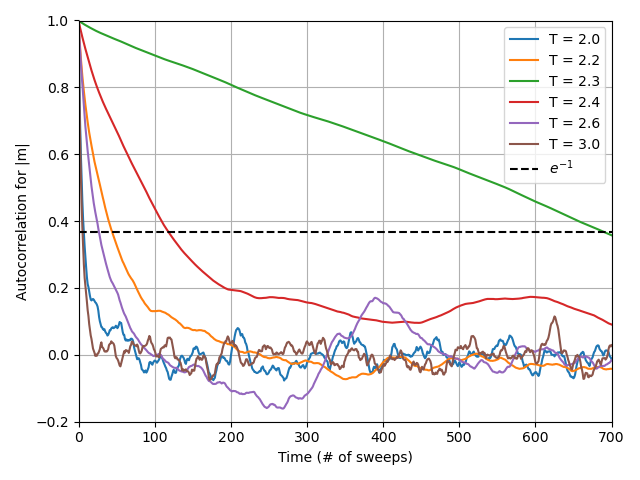 1.0
0.8
0.6
0.4
0.2
0.0
−0.2
0
100
200
300
400
500
600
700
Autocorrelation for |m|
Time (# of sweeps)
T = 2.0
T = 2.2
T = 2.3
T = 2.4
T = 2.6
T = 3.0
e⁻¹